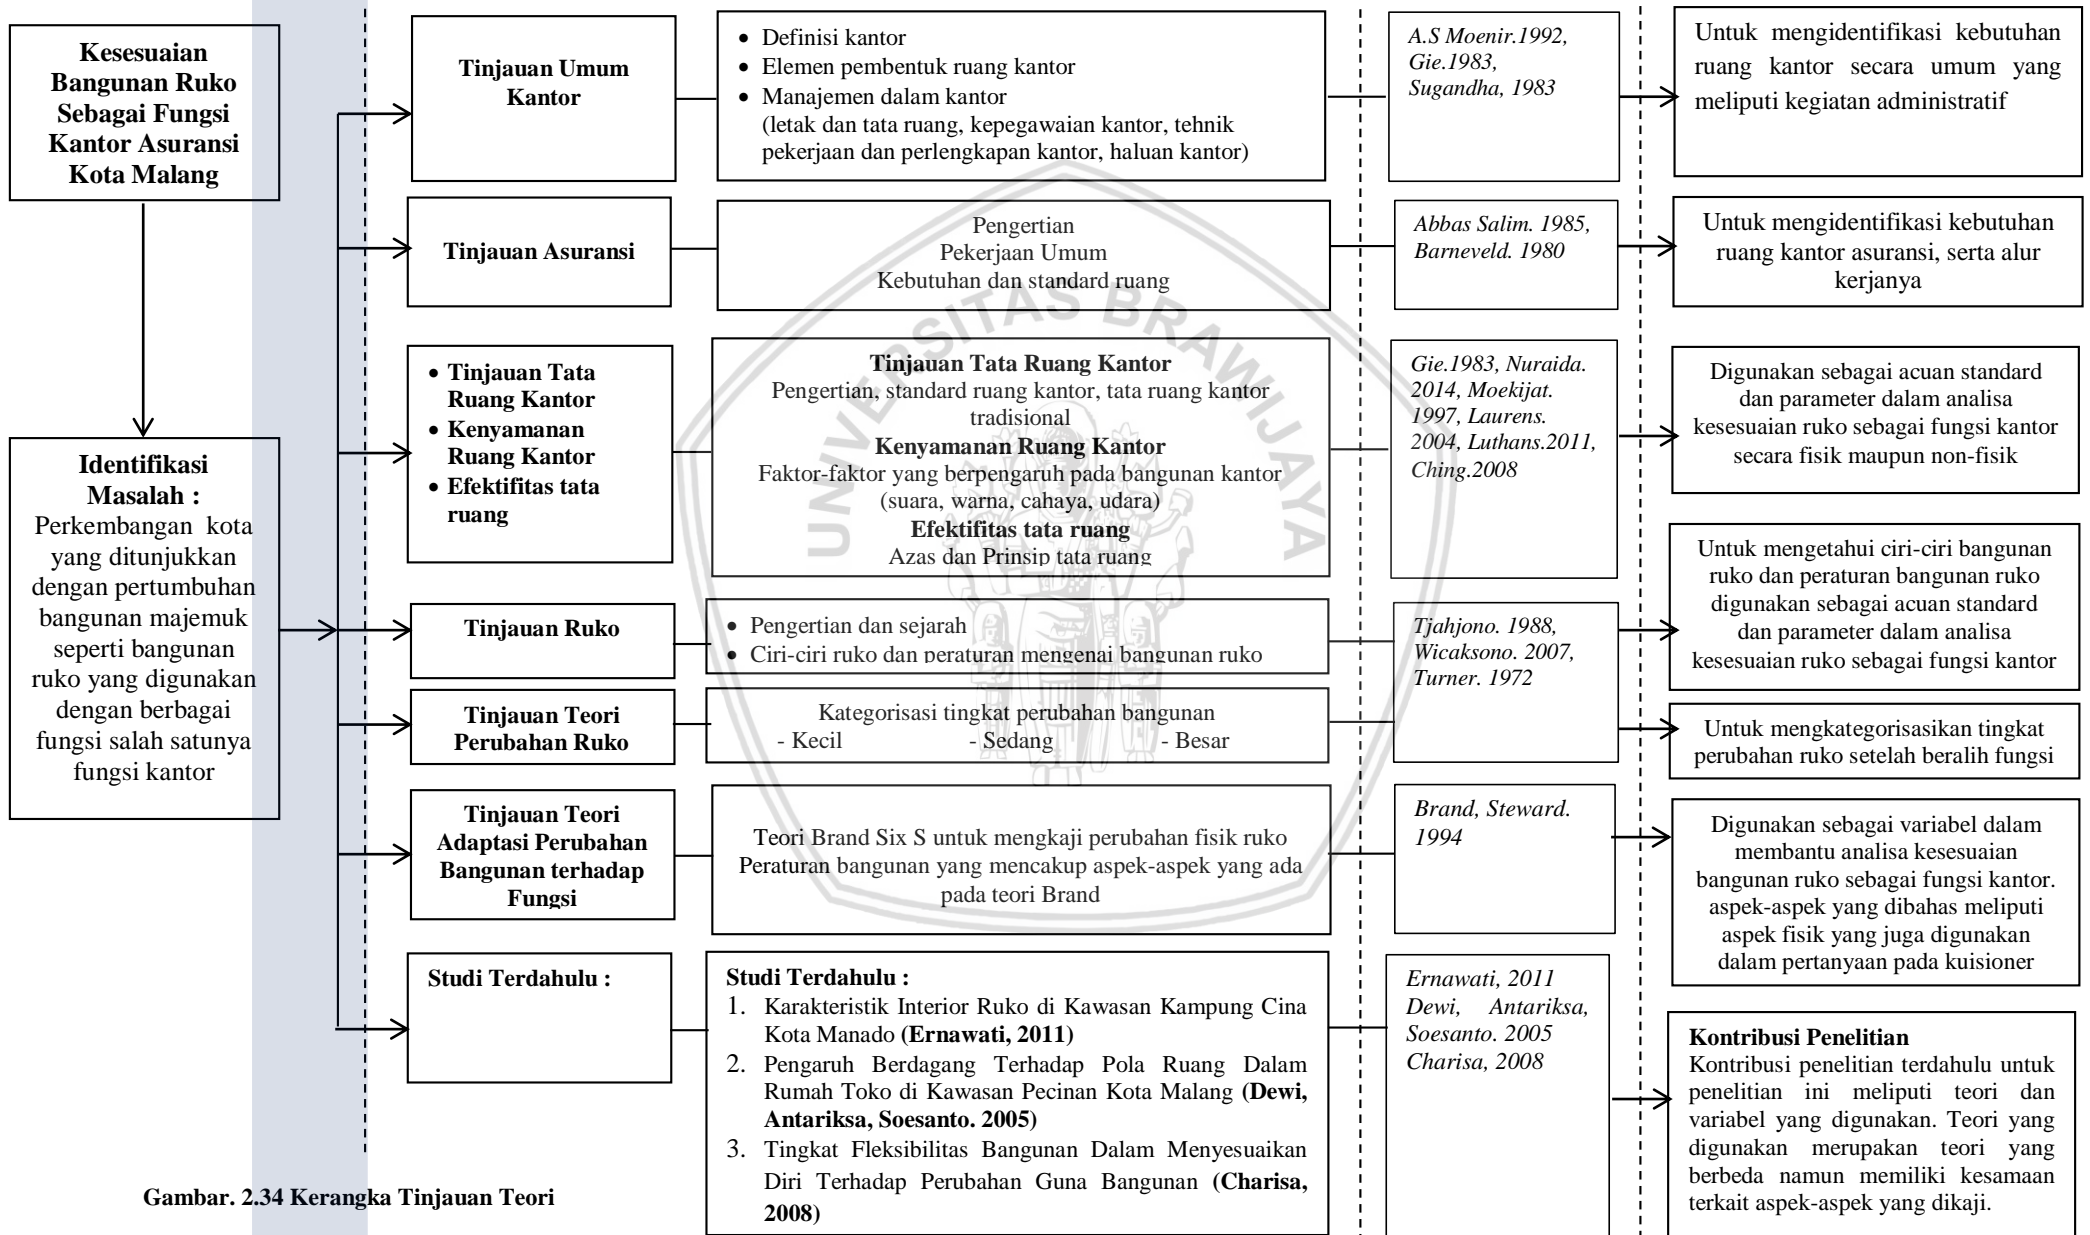 Kesesuaian
Bangunan Ruko
Sebagai Fungsi
Kantor Asuransi
Kota Malang
Identifikasi
Masalah :
Perkembangan kota
yang ditunjukkan
dengan pertumbuhan
bangunan majemuk
seperti bangunan
ruko yang digunakan
dengan berbagai
fungsi salah satunya
fungsi kantor
Tinjauan Umum
Kantor
• Definisi kantor
• Elemen pembentuk ruang kantor
• Manajemen dalam kantor
(letak dan tata ruang, kepegawaian kantor, tehnik
pekerjaan dan perlengkapan kantor, haluan kantor)
A.S Moenir.1992,
Gie.1983,
Sugandha, 1983
Untuk mengidentifikasi kebutuhan
ruang kantor secara umum yang
meliputi kegiatan administratif
Tinjauan Asuransi
Pengertian
Pekerjaan Umum
Kebutuhan dan standard ruang
Abbas Salim. 1985,
Barneveld. 1980
Untuk mengidentifikasi kebutuhan
ruang kantor asuransi, serta alur
kerjanya
• Tinjauan Tata
Ruang Kantor
• Kenyamanan
Ruang Kantor
• Efektifitas tata
ruang
Tinjauan Tata Ruang Kantor
Pengertian, standard ruang kantor, tata ruang kantor
tradisional
Kenyamanan Ruang Kantor
Faktor-faktor yang berpengaruh pada bangunan kantor
(suara, warna, cahaya, udara)
Efektifitas tata ruang
Azas dan Prinsip tata ruang
Gie.1983, Nuraida.
2014, Moekijat.
1997, Laurens.
2004, Luthans.2011,
Ching.2008
Digunakan sebagai acuan standard
dan parameter dalam analisa
kesesuaian ruko sebagai fungsi kantor
secara fisik maupun non-fisik
Tinjauan Ruko
• Pengertian dan sejarah
• Ciri-ciri ruko dan peraturan mengenai bangunan ruko
Tjahjono. 1988,
Wicaksono. 2007,
Turner. 1972
Untuk mengetahui ciri-ciri bangunan
ruko dan peraturan bangunan ruko
digunakan sebagai acuan standard
dan parameter dalam analisa
kesesuaian ruko sebagai fungsi kantor
Tinjauan Teori
Perubahan Ruko
Kategorisasi tingkat perubahan bangunan
- Kecil - Sedang - Besar
Untuk mengkategorisasikan tingkat
perubahan ruko setelah beralih fungsi
Tinjauan Teori
Adaptasi Perubahan
Bangunan terhadap
Fungsi
Teori Brand Six S untuk mengkaji perubahan fisik ruko
Peraturan bangunan yang mencakup aspek-aspek yang ada
pada teori Brand
Brand, Steward.
1994
Digunakan sebagai variabel dalam
membantu analisa kesesuaian
bangunan ruko sebagai fungsi kantor.
aspek-aspek yang dibahas meliputi
aspek fisik yang juga digunakan
dalam pertanyaan pada kuisioner
Studi Terdahulu :
Studi Terdahulu :
1. Karakteristik Interior Ruko di Kawasan Kampung Cina
Kota Manado (Ernawati, 2011)
2. Pengaruh Berdagang Terhadap Pola Ruang Dalam
Rumah Toko di Kawasan Pecinan Kota Malang (Dewi,
Antariksa, Soesanto. 2005)
3. Tingkat Fleksibilitas Bangunan Dalam Menyesuaikan
Diri Terhadap Perubahan Guna Bangunan (Charisa,
2008)
Ernawati, 2011
Dewi, Antariksa,
Soesanto. 2005
Charisa, 2008
Kontribusi Penelitian
Kontribusi penelitian terdahulu untuk
penelitian ini meliputi teori dan
variabel yang digunakan. Teori yang
digunakan merupakan teori yang
berbeda namun memiliki kesamaan
terkait aspek-aspek yang dikaji.
UNIVERSITAS BRAWIJAYA
Gambar. 2.34 Kerangka Tinjauan Teori